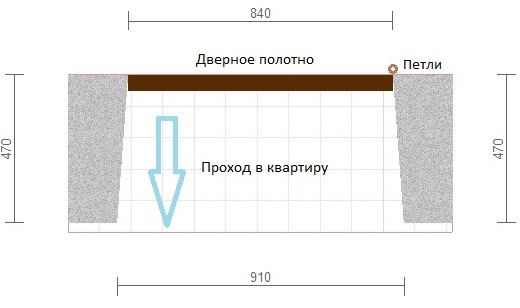 840
Дверное полотно
Петли
470
470
Проход в квартиру
910